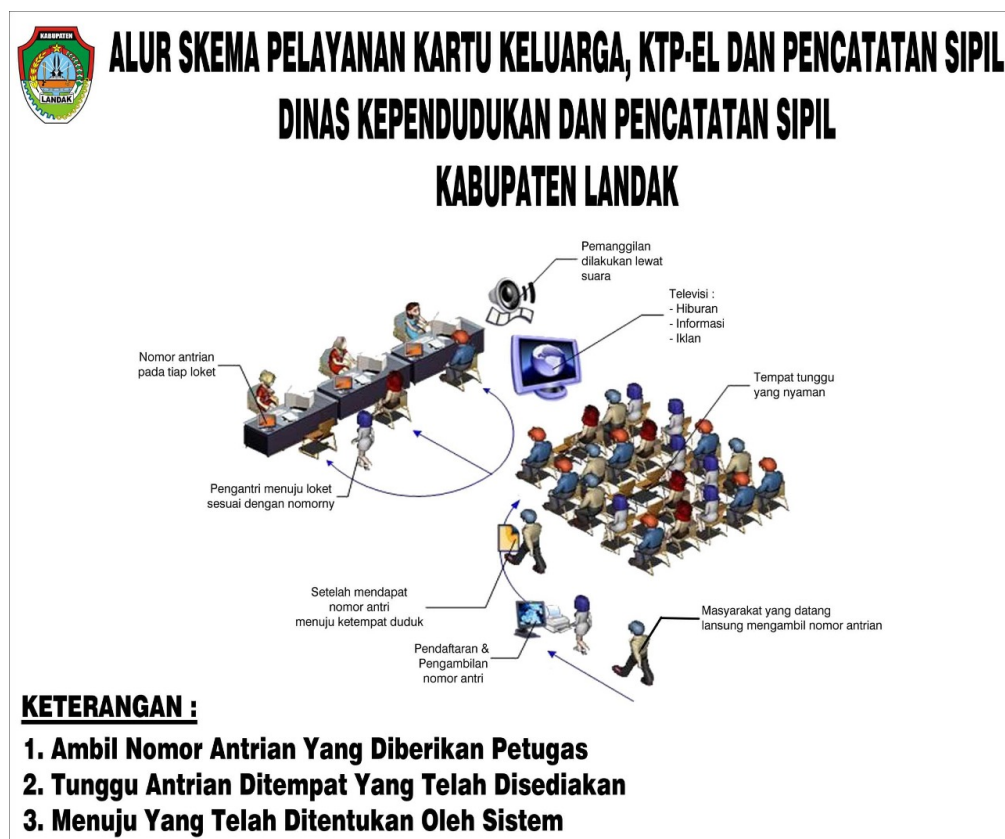 KABUPATEN
LANDAK
ALUR SKEMA PELAYANAN KARTU KELUARGA, KTP-EL DAN PENCATATAN SIPIL
DINAS KEPENDUDUKAN DAN PENCATATAN SIPIL
KABUPATEN LANDAK
Pemanggilan
dilakukan lewat
suara
Televisi :
- Hiburan
- Informasi
- Iklan
Nomor antrian
pada tiap loket
Tempat tunggu
yang nyaman
Pengantri menuju loket
sesuai dengan nomorny
Setelah mendapat
nomor antri
menuju ketempat duduk
Masyarakat yang datang
lansung mengambil nomor antrian
Pendaftaran &
Pengambilan
nomor antri
KETERANGAN :
1. Ambil Nomor Antrian Yang Diberikan Petugas
2. Tunggu Antrian Ditempat Yang Telah Disediakan
3. Menuju Yang Telah Ditentukan Oleh Sistem